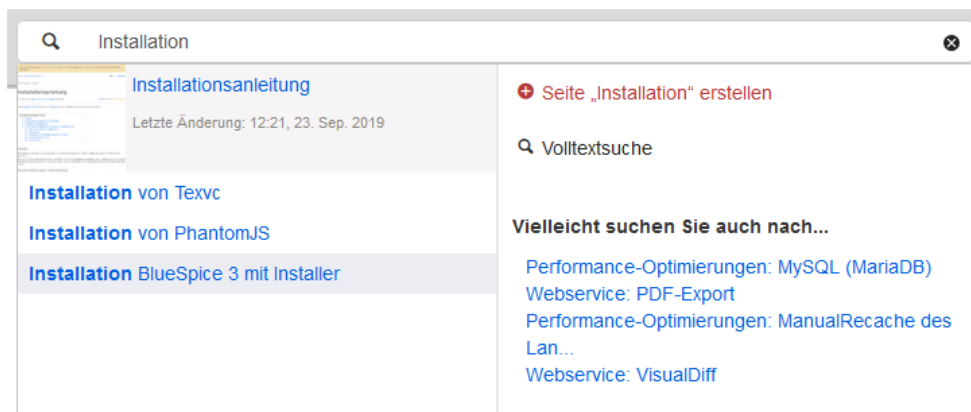 Installation
Installationsanleitung
Letzte Änderung: 12:21, 23. Sep. 2019
Installation von Texvc
Installation von PhantomJS
Installation BlueSpice 3 mit Installer
Seite „Installation" erstellen
Volltextsuche
Vielleicht suchen Sie auch nach...
Performance-Optimierungen: MySQL (MariaDB)
Webservice: PDF-Export
Performance-Optimierungen: ManualRecache des
Lan...
Webservice: VisualDiff